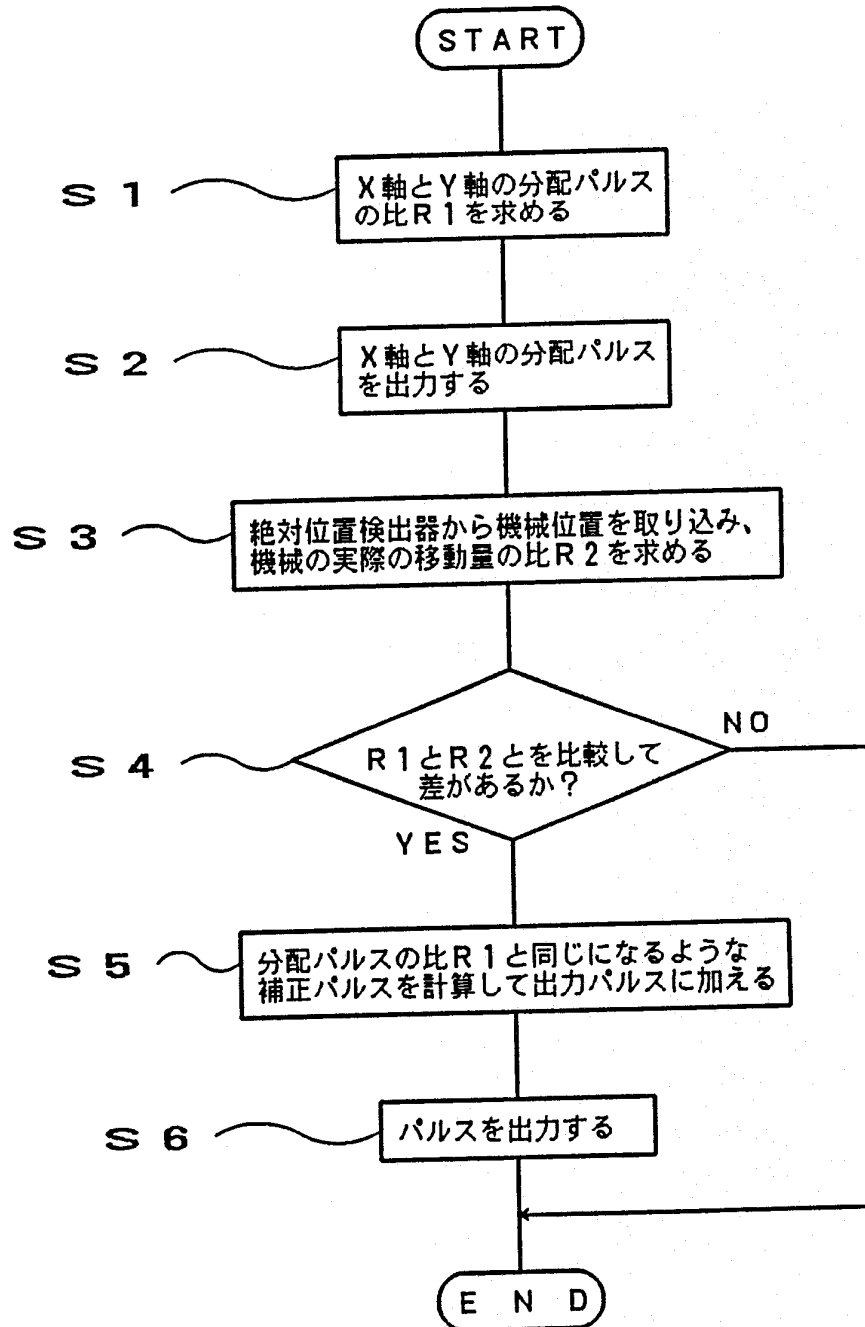 START
S1
X軸とY軸の分配パルス
の比R1を求める
S2
X軸とY軸の分配パルス
を出力する
S3
絶対位置検出器から機械位置を取り込み、
機械の実際の移動量の比R2を求める
S4
R1とR2とを比較して
差があるか?
NO
YES
S5
分配パルスの比R1と同じになるような
補正パルスを計算して出力パルスに加える
S6
パルスを出力する
END